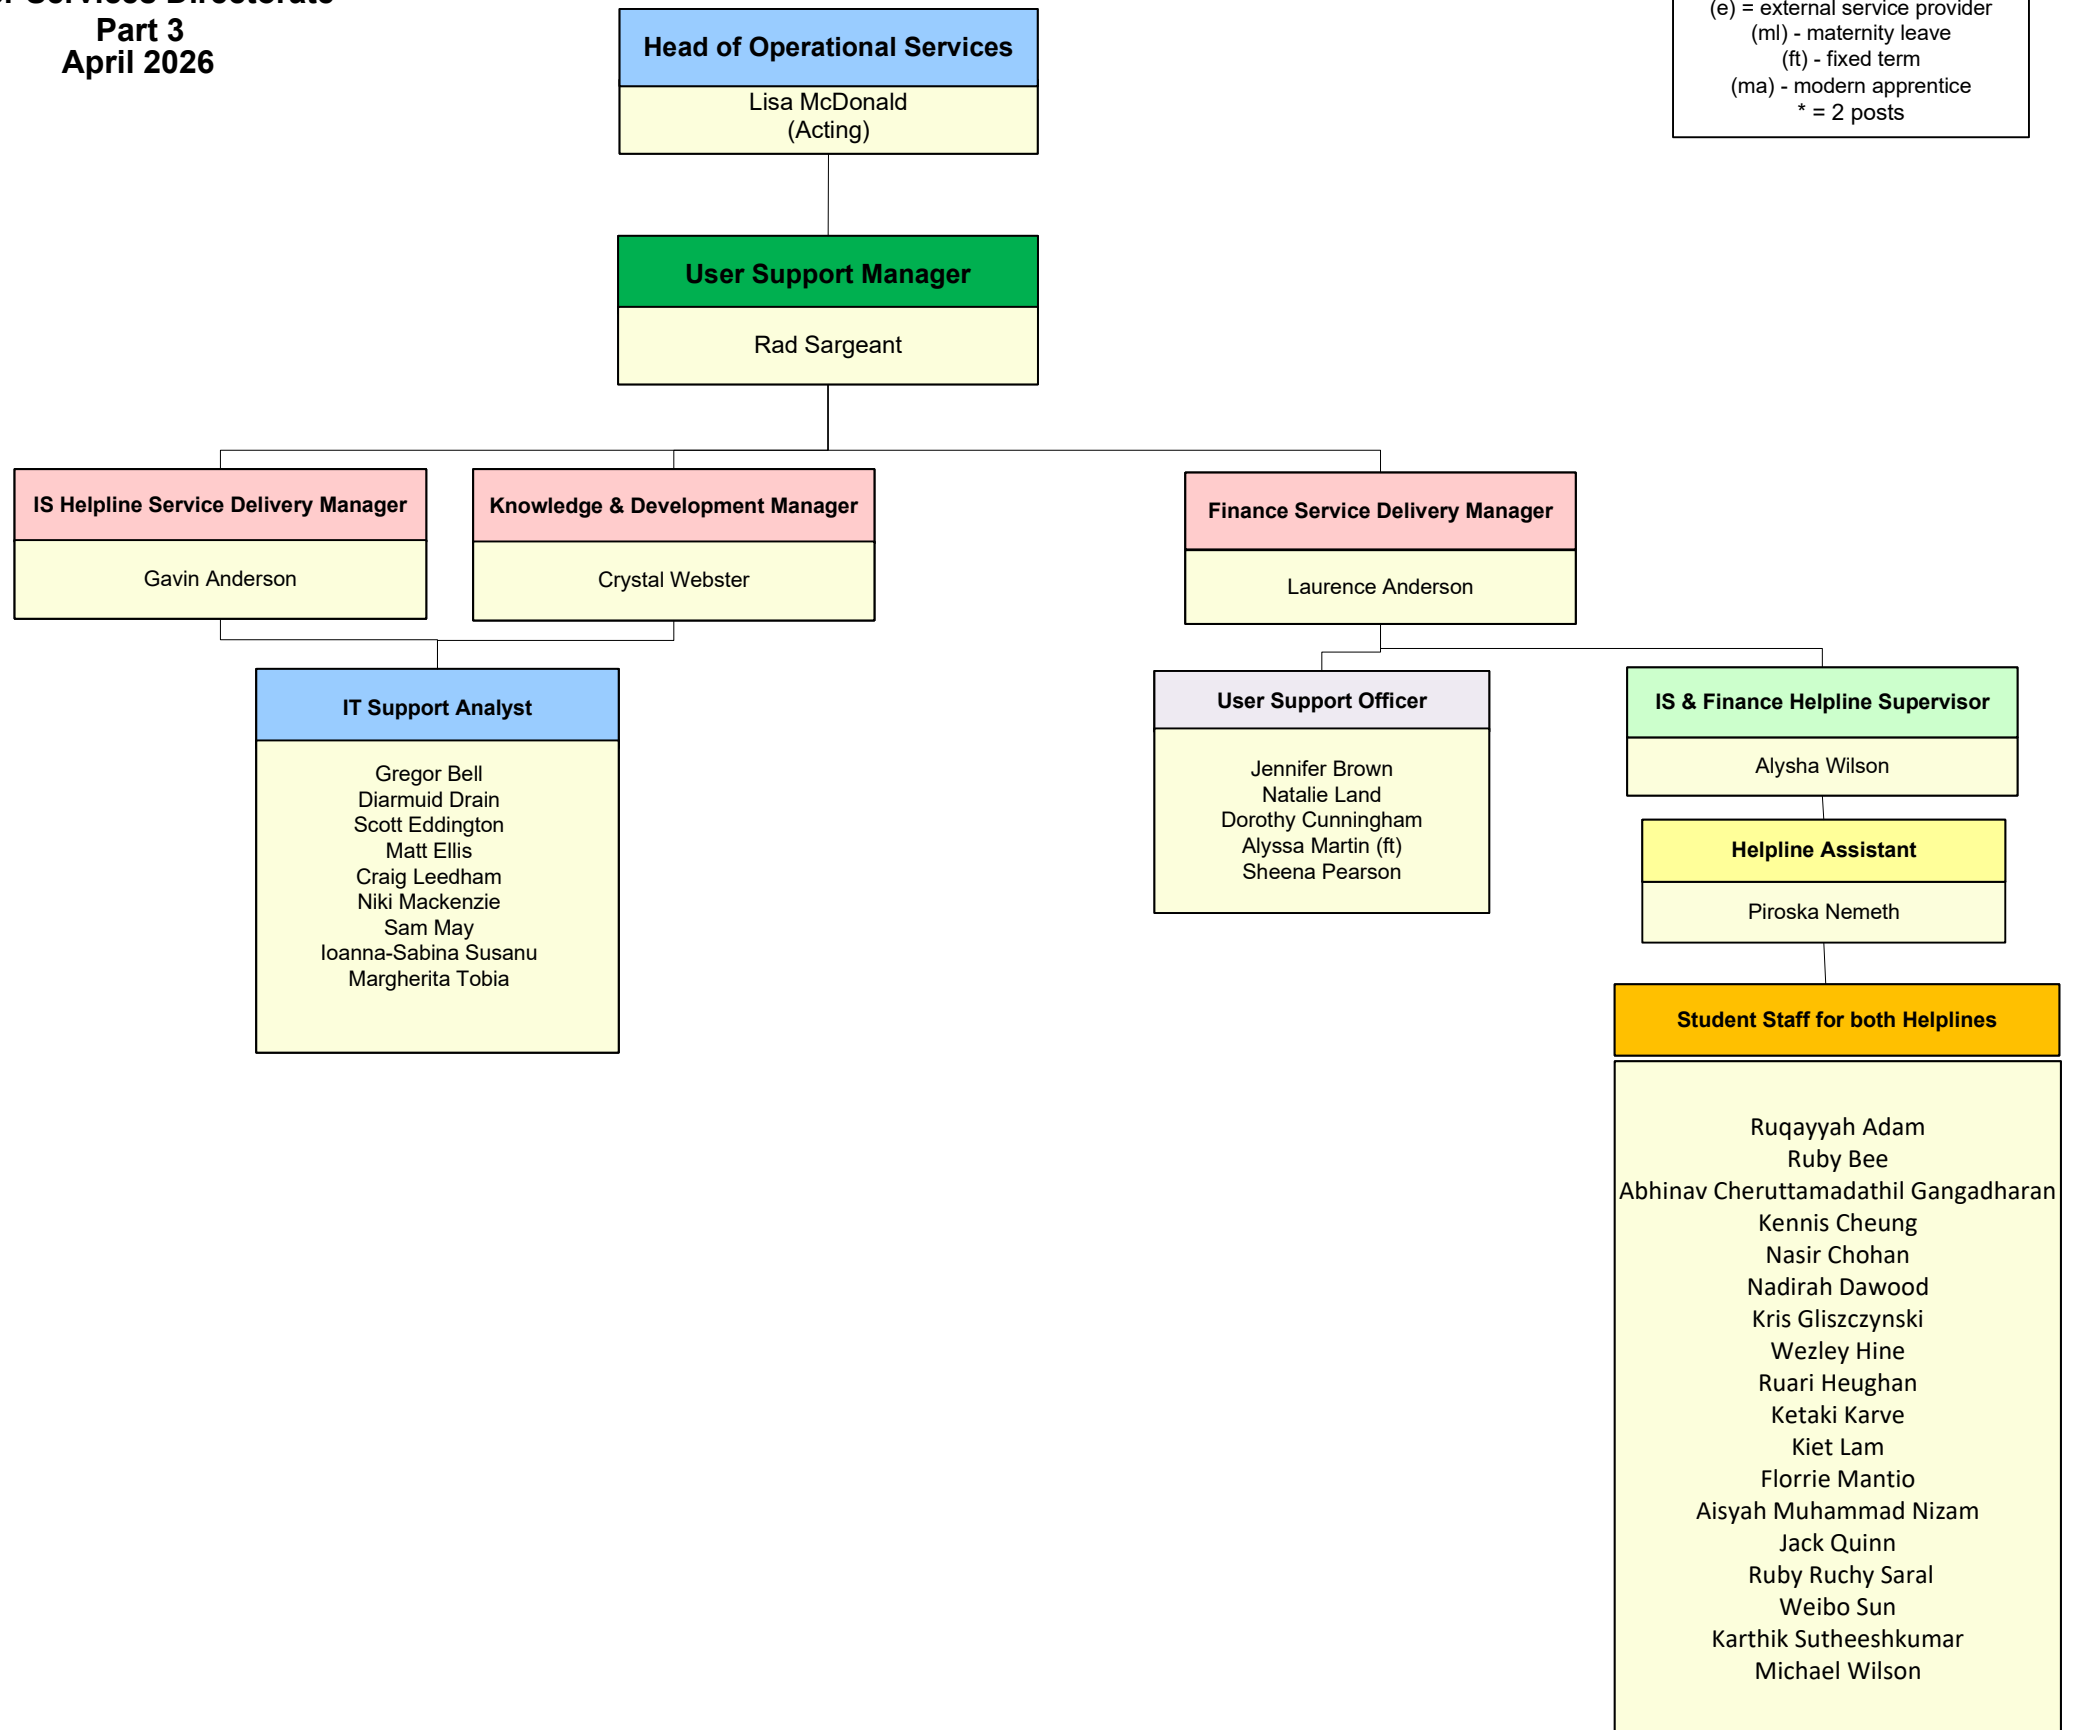 Services Directorate
Part 3
April 2026
(e) = external service provider
(ml) - maternity leave
(ft) - fixed term
(ma) - modern apprentice
* = 2 posts
Head of Operational Services
Lisa McDonald
(Acting)
User Support Manager
Rad Sargeant
IS Helpline Service Delivery Manager
Gavin Anderson
Knowledge & Development Manager
Crystal Webster
Finance Service Delivery Manager
Laurence Anderson
IT Support Analyst
Gregor Bell
Diarmuid Drain
Scott Eddington
Matt Ellis
Craig Leedham
Niki Mackenzie
Sam May
Ioanna-Sabina Susanu
Margherita Tobia
User Support Officer
Jennifer Brown
Natalie Land
Dorothy Cunningham
Alyssa Martin (ft)
Sheena Pearson
IS & Finance Helpline Supervisor
Alysha Wilson
Helpline Assistant
Piroska Nemeth
Student Staff for both Helplines
Ruqayyah Adam
Ruby Bee
Abhinav Cheruttamadathil Gangadharan
Kennis Cheung
Nasir Chohan
Nadirah Dawood
Kris Gliszczynski
Wezley Hine
Ruari Heughan
Ketaki Karve
Kiet Lam
Florrie Mantio
Aisyah Muhammad Nizam
Jack Quinn
Ruby Ruchy Saral
Weibo Sun
Karthik Sutheeshkumar
Michael Wilson